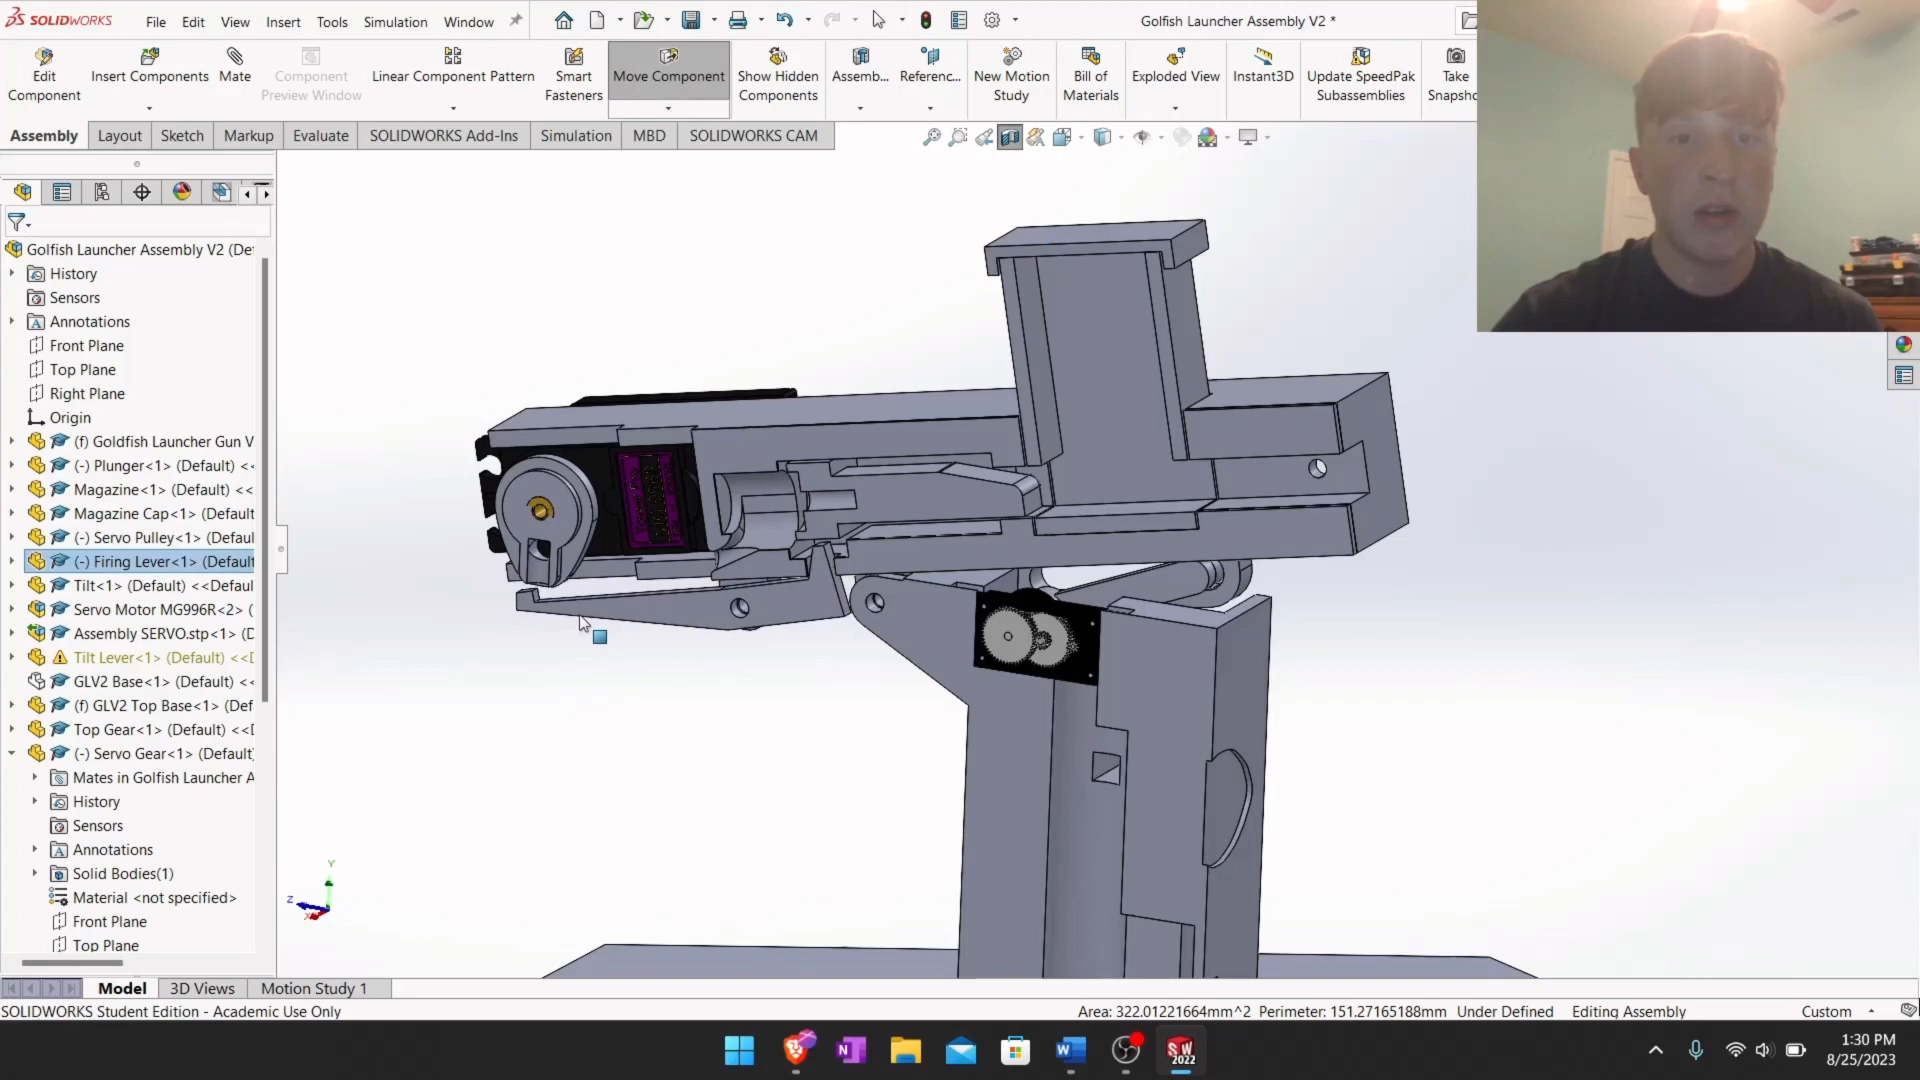 SOLIDWORKS File Edit View Insert Tools Simulation Window
Golfish Launcher Assembly V2 *
Edit Component
Insert Components
Mate
Component Preview Window
Linear Component Pattern
Smart Fasteners
Move Component
Show Hidden Components
Assemb...
Referenc...
New Motion Study
Bill of Materials
Exploded View
Instant3D
Update SpeedPak Subassemblies
Take Snapsho
Assembly Layout Sketch Markup Evaluate SOLIDWORKS Add-Ins Simulation MBD SOLIDWORKS CAM
Golfish Launcher Assembly V2 (De
History
Sensors
Annotations
Front Plane
Top Plane
Right Plane
Origin
(f) Goldfish Launcher Gun V
(-) Plunger<1> (Default) <<
Magazine<1> (Default) <<
Magazine Cap<1> (Default
(-) Servo Pulley<1> (Defaul
(-) Firing Lever<1> (Default
Tilt<1> (Default) <<Defaul
Servo Motor MG996R<2> (
Assembly SERVO.stp<1> (D
Tilt Lever<1> (Default) <<D
GLV2 Base<1> (Default) <<
(f) GLV2 Top Base<1> (Def
Top Gear<1> (Default) <<D
(-) Servo Gear<1> (Default)
Mates in Golfish Launcher A
History
Sensors
Annotations
Solid Bodies(1)
Material <not specified>
Front Plane
Top Plane
Y
Z
X
Model 3D Views Motion Study 1
SOLIDWORKS Student Edition - Academic Use Only
Area: 322.01221664mm^2 Perimeter: 151.27165188mm Under Defined Editing Assembly Custom
N
W
SW
2022
1:30 PM
8/25/2023